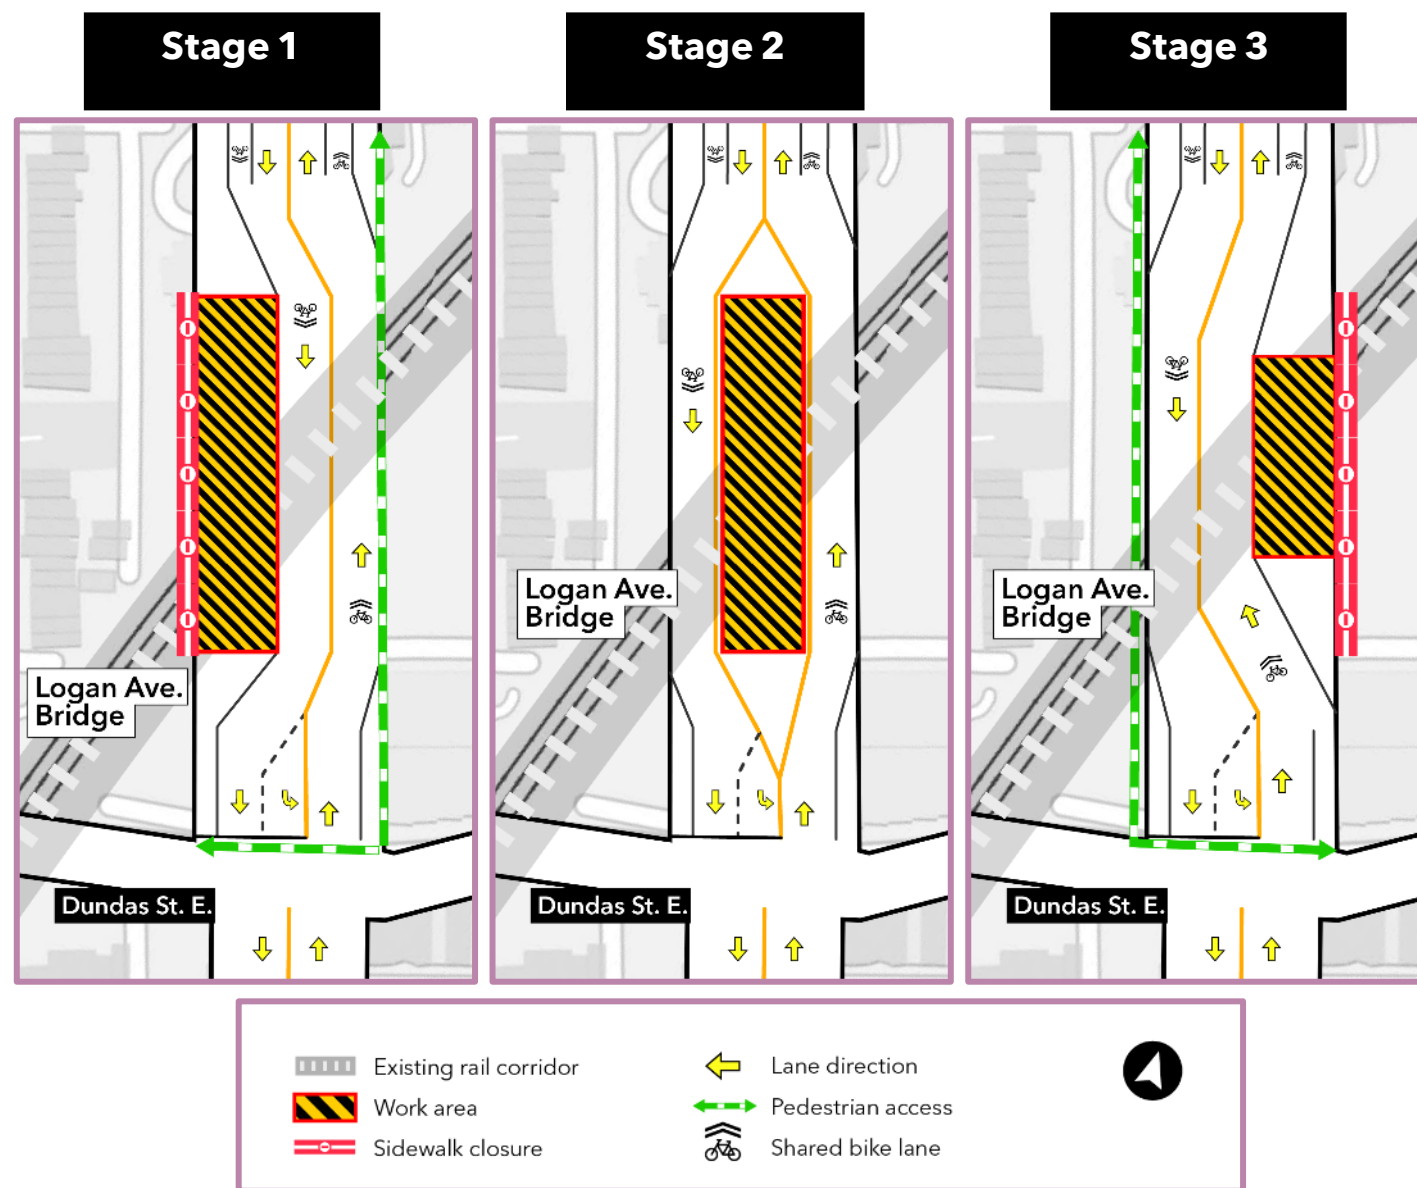 Stage 1
Stage 2
Stage 3
Logan Ave.
Bridge
Dundas St. E.
Logan Ave.
Bridge
Dundas St. E.
Logan Ave.
Bridge
Dundas St. E.
Existing rail corridor
Work area
Sidewalk closure
Lane direction
Pedestrian access
Shared bike lane